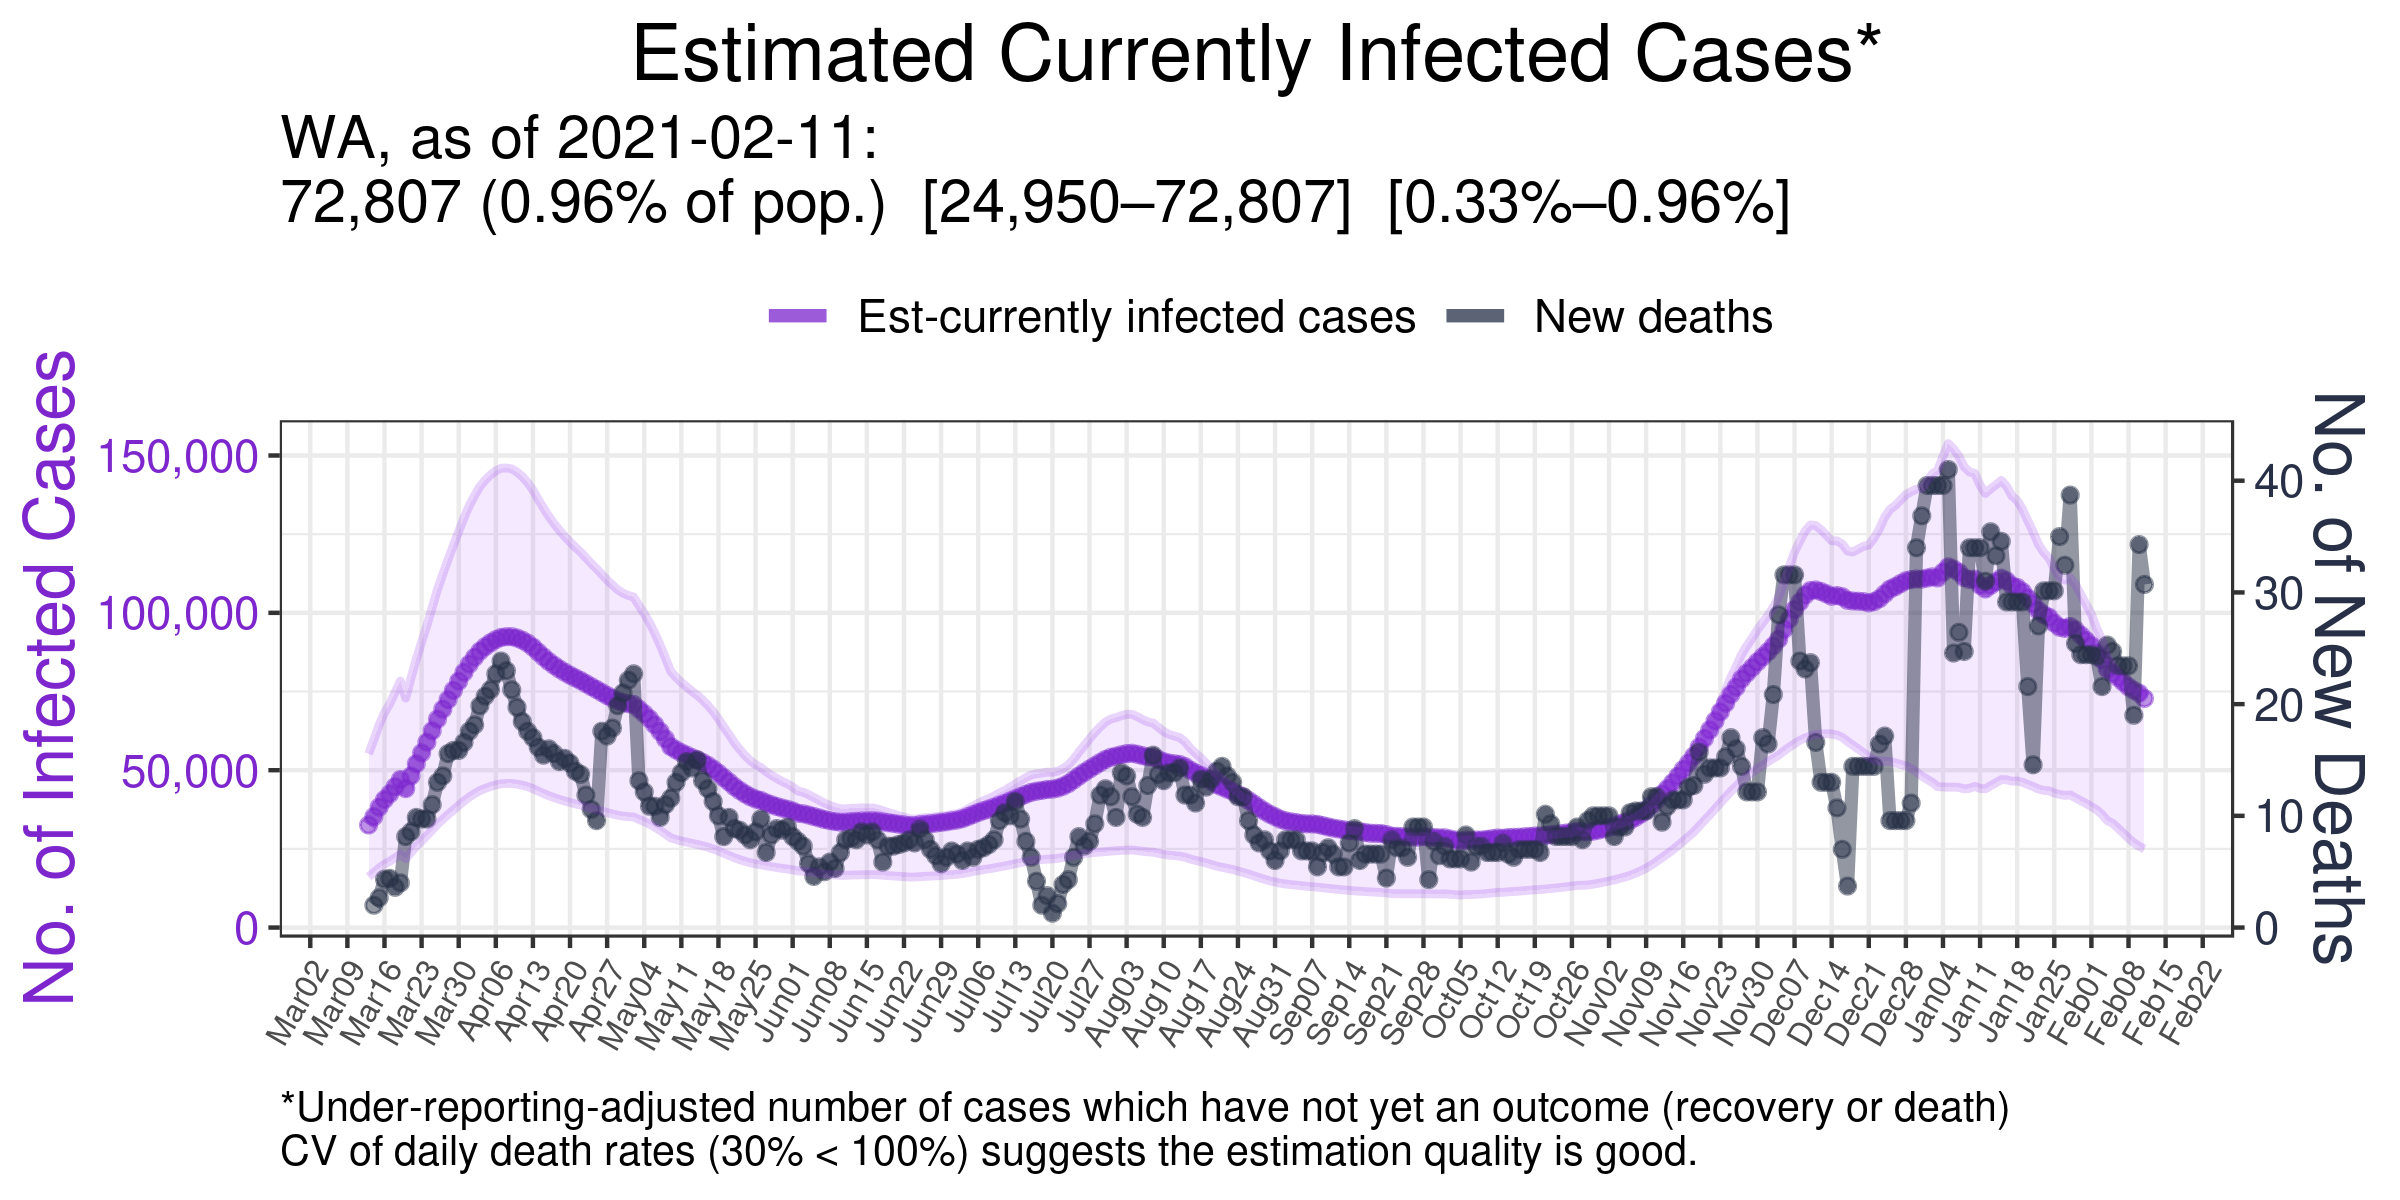 Estimated Currently Infected Cases*
WA, as of 2021-02-11:
72,807 (0.96% of pop.) [24,950–72,807] [0.33%–0.96%]
Est-currently infected cases
New deaths
No. of Infected Cases
150,000
100,000
50,000
0
No. of New Deaths
40
30
20
10
0
Mar02
Mar09
Mar16
Mar23
Mar30
Apr06
Apr13
Apr20
Apr27
May04
May11
May18
May25
Jun01
Jun08
Jun15
Jun22
Jun29
Jul06
Jul13
Jul20
Jul27
Aug03
Aug10
Aug17
Aug24
Aug31
Sep07
Sep14
Sep21
Sep28
Oct05
Oct12
Oct19
Oct26
Nov02
Nov09
Nov16
Nov23
Nov30
Dec07
Dec14
Dec21
Dec28
Jan04
Jan11
Jan18
Jan25
Feb01
Feb08
Feb15
Feb22
*Under-reporting-adjusted number of cases which have not yet an outcome (recovery or death)
CV of daily death rates (30% < 100%) suggests the estimation quality is good.